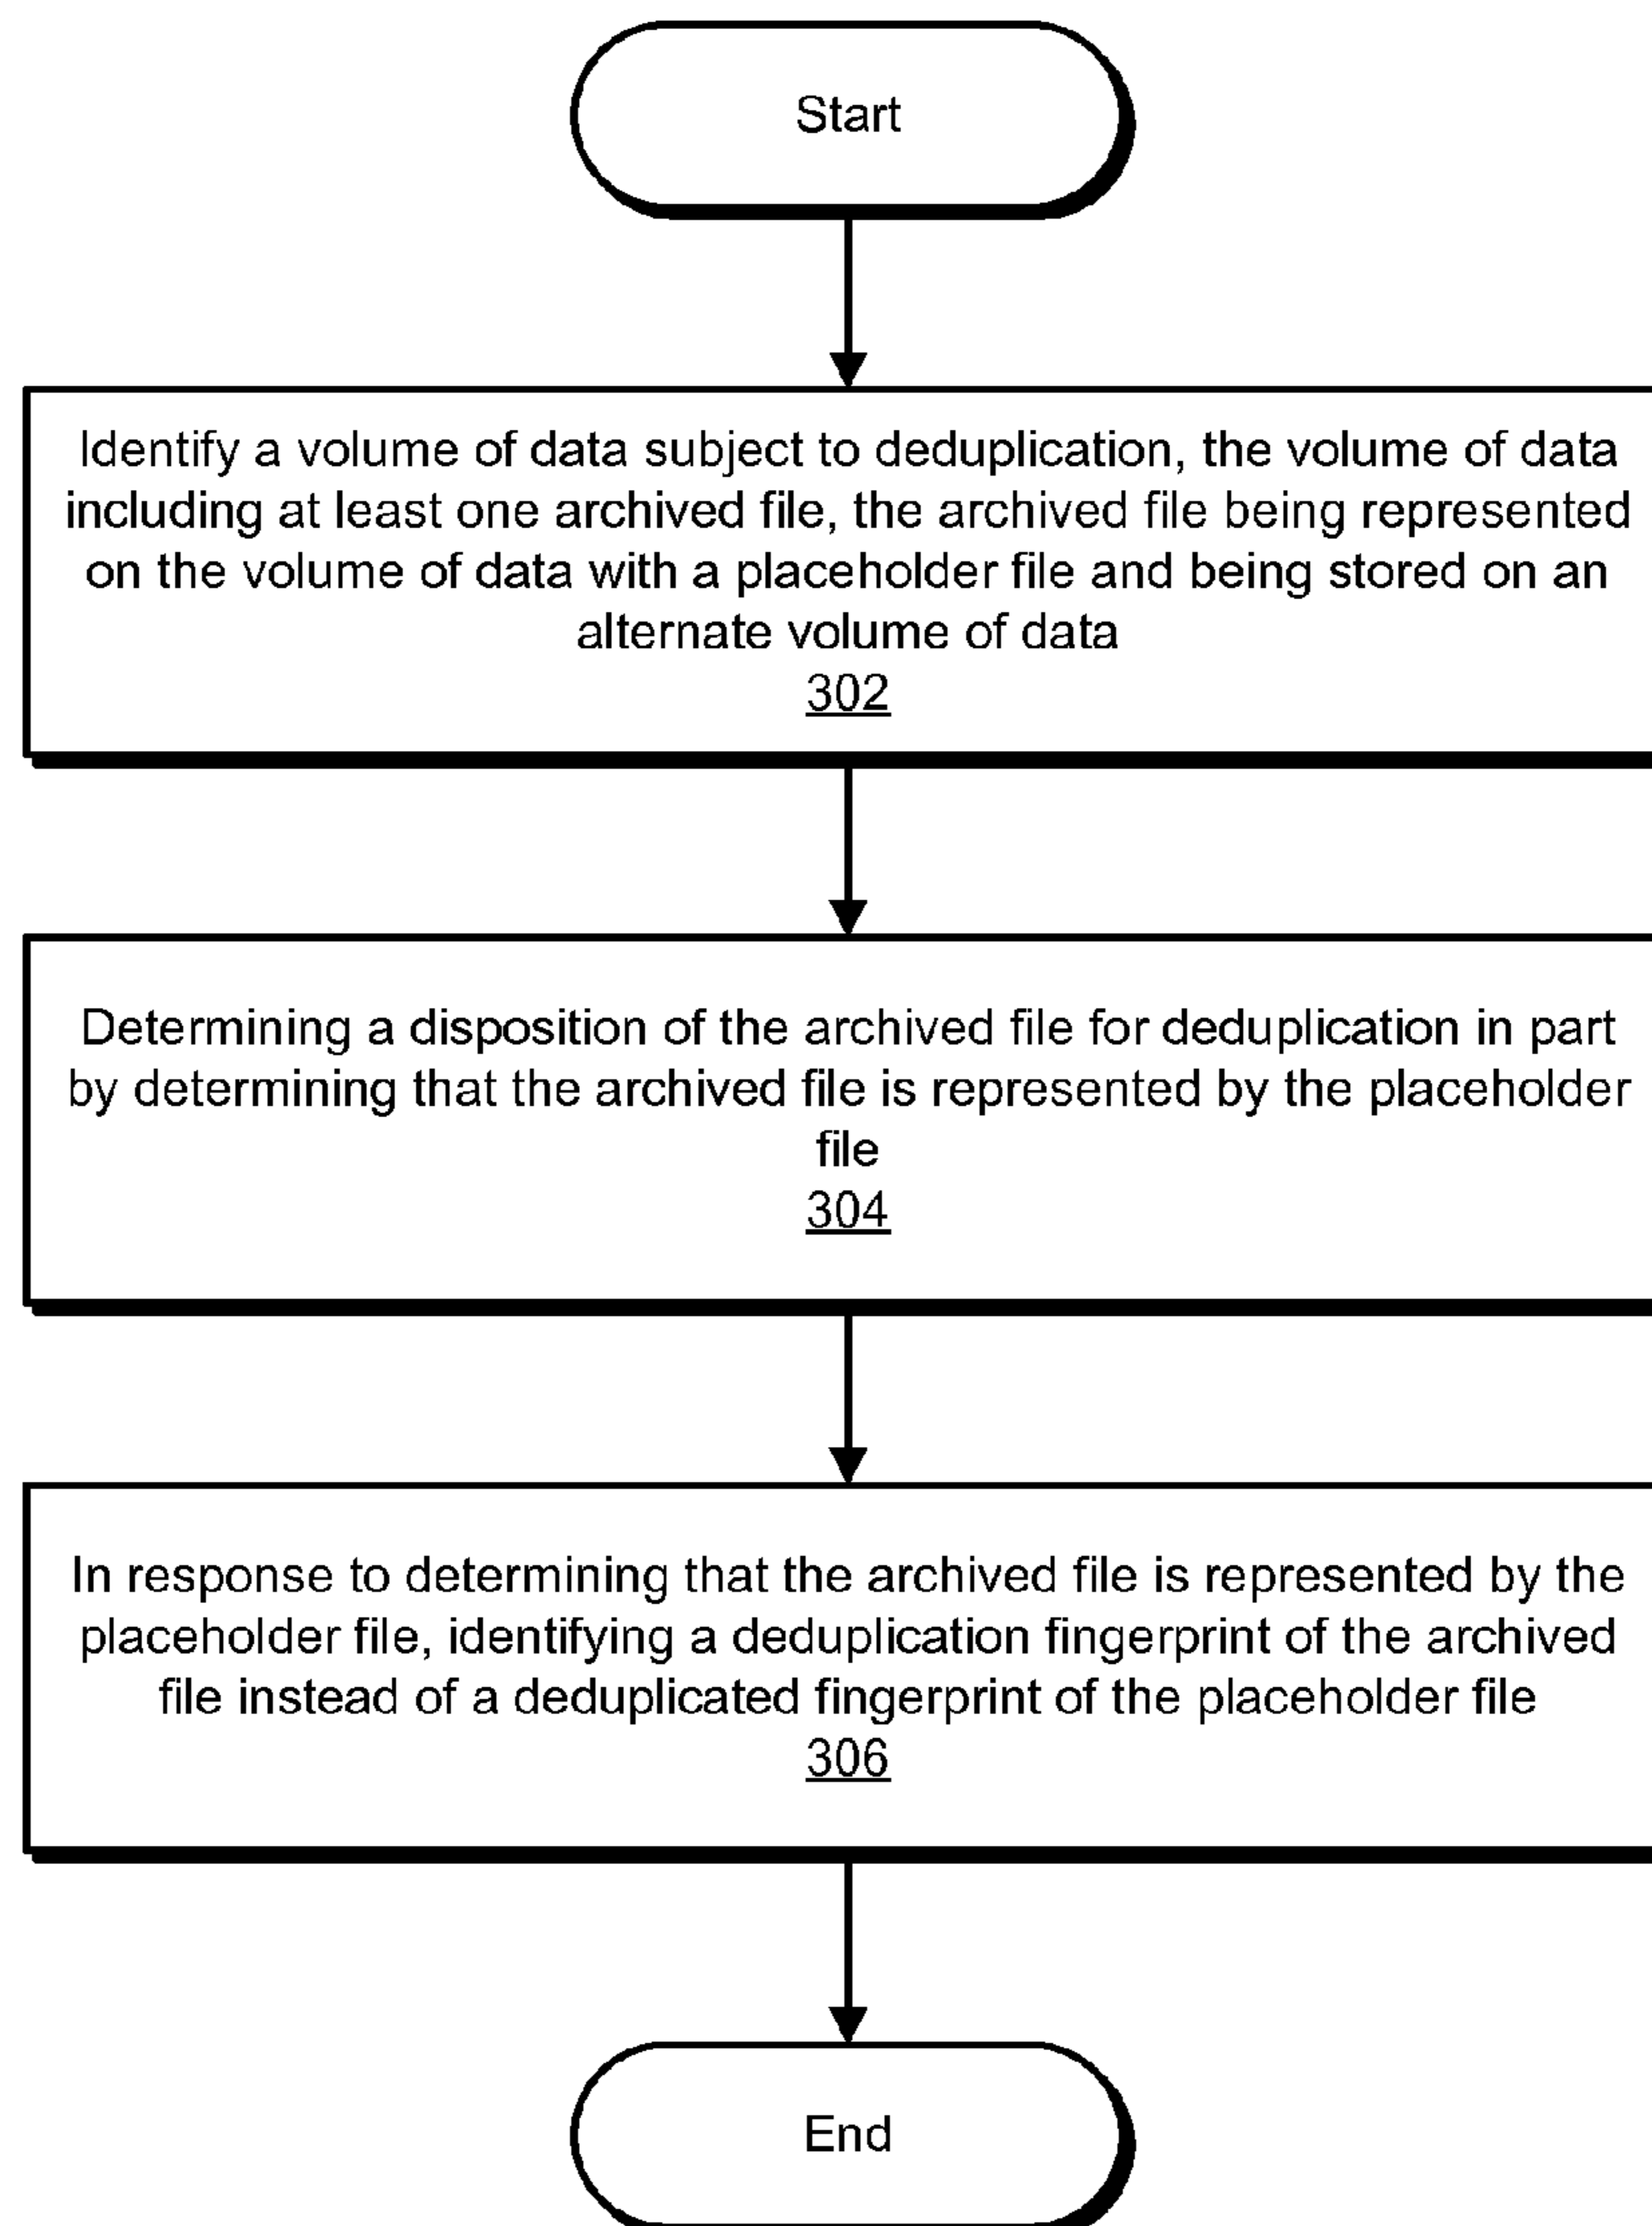 Start
Identify a volume of data subject to deduplication, the volume of data
including at least one archived file, the archived file being represented
on the volume of data with a placeholder file and being stored on an
alternate volume of data
302
Determining a disposition of the archived file for deduplication in part
by determining that the archived file is represented by the placeholder
file
304
In response to determining that the archived file is represented by the
placeholder file, identifying a deduplication fingerprint of the archived
file instead of a deduplicated fingerprint of the placeholder file
306
End